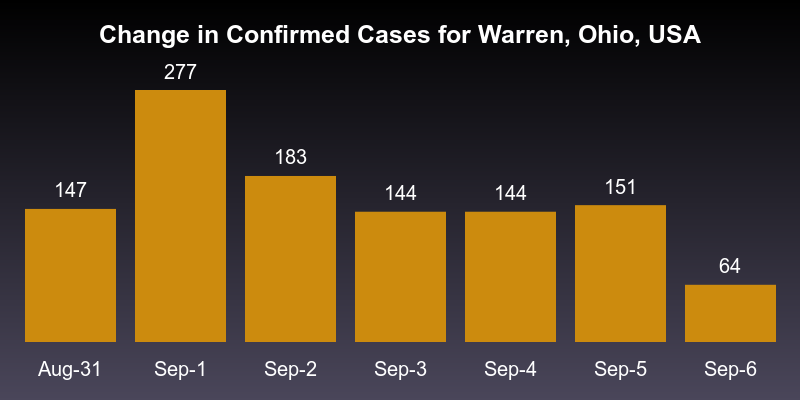 Change in Confirmed Cases for Warren, Ohio, USA
277
183
147
144
144
151
64
Aug-31
Sep-1
Sep-2
Sep-3
Sep-4
Sep-5
Sep-6